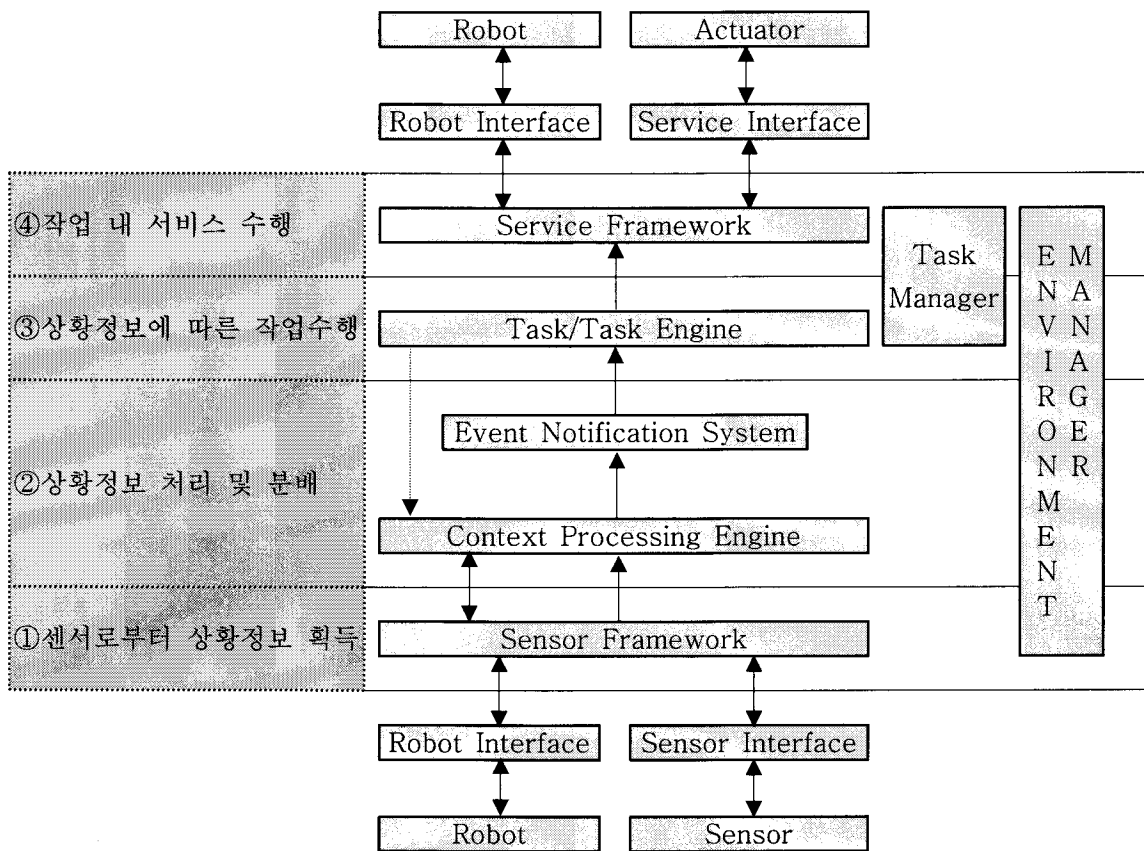 Robot
Actuator
Robot Interface
Service Interface
④작업 내 서비스 수행
Service Framework
Task
Manager
ENVIRONMENT
MANAGER
③상황정보에 따른 작업수행
Task/Task Engine
Event Notification System
②상황정보 처리 및 분배
Context Processing Engine
①센서로부터 상황정보 획득
Sensor Framework
Robot Interface
Sensor Interface
Robot
Sensor